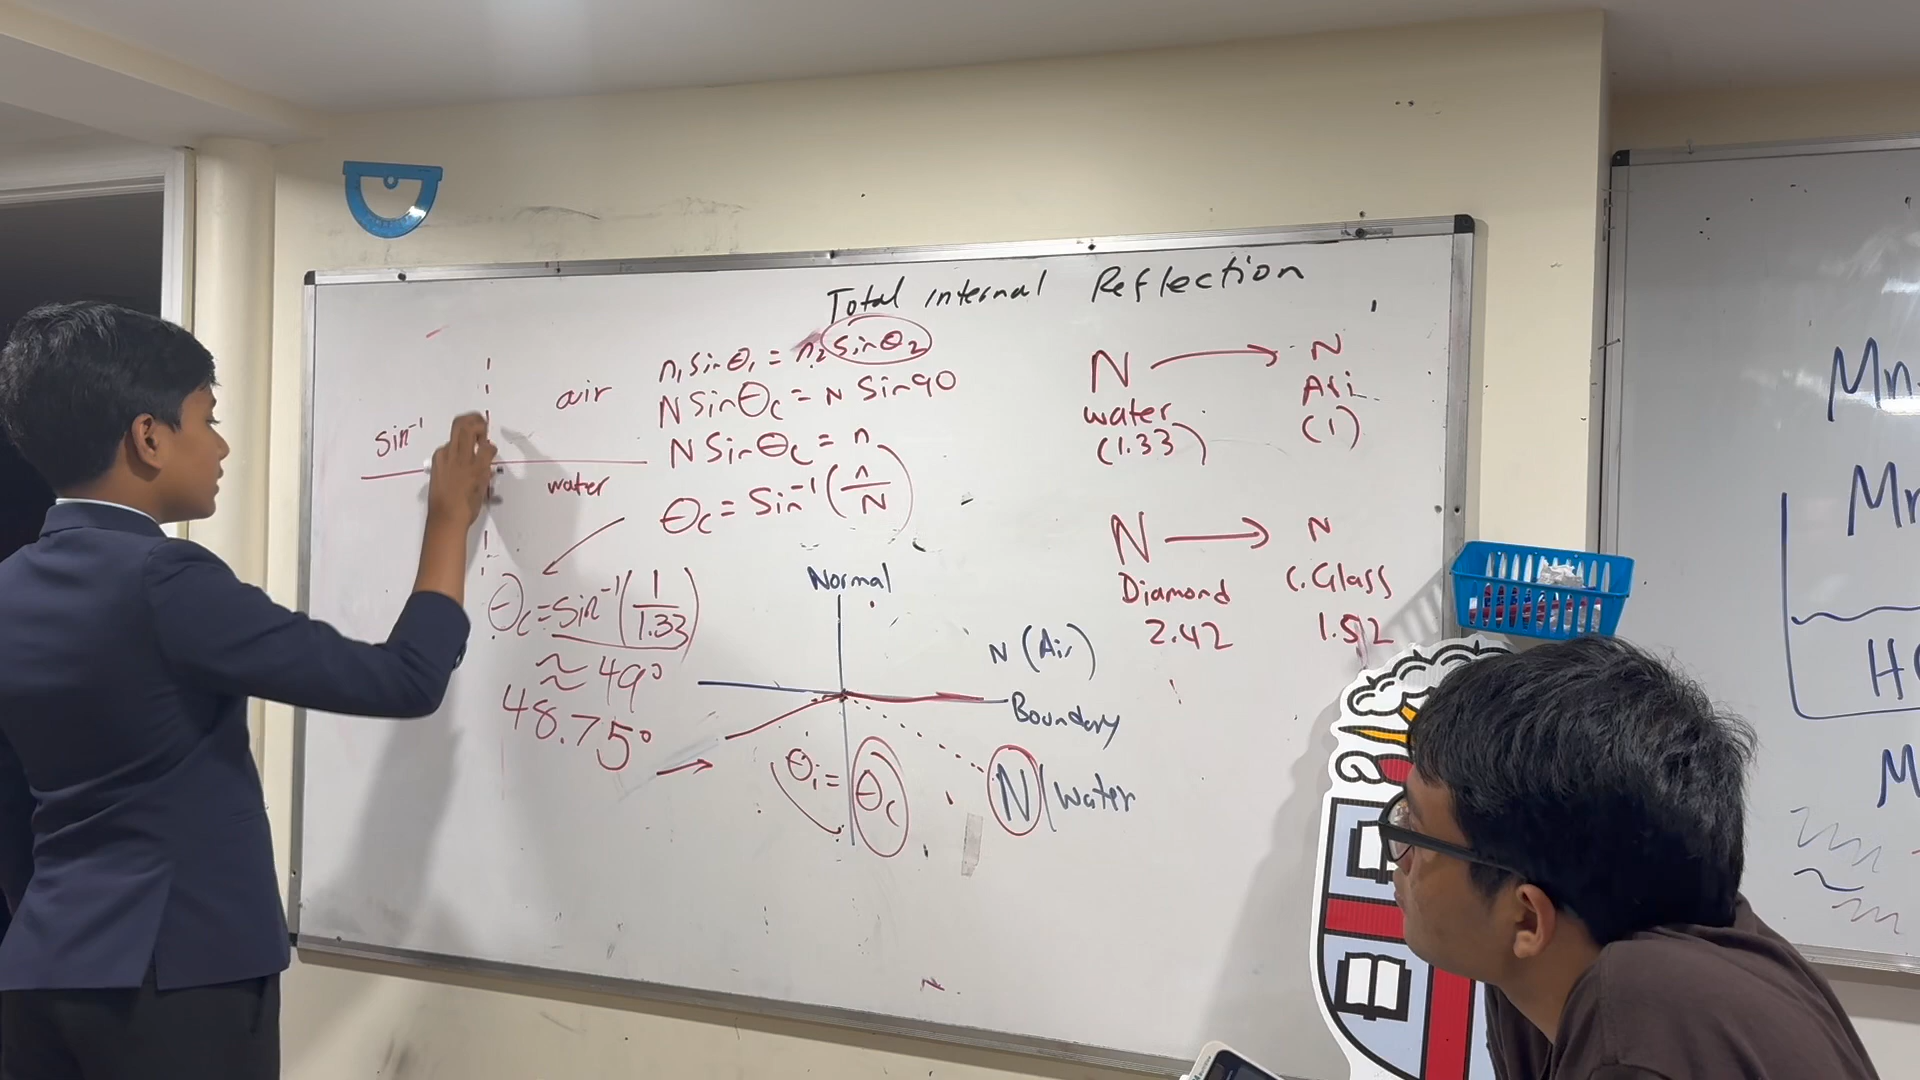 Total internal Reflection
n₁ sin θ₁ = n₂ sin θ₂
N sin θc = N sin 90
N sin θc = n
θc = sin⁻¹ (n/N)
air
sin⁻¹
water
θc = sin⁻¹ (1/1.33)
≈ 49°
48.75°
Normal
N (Air)
Boundary
θi = θc
N (water
N → N
water
(1.33)
(1)
N → N
Diamond C. Glass
2.42 1.52
Mn
H
M